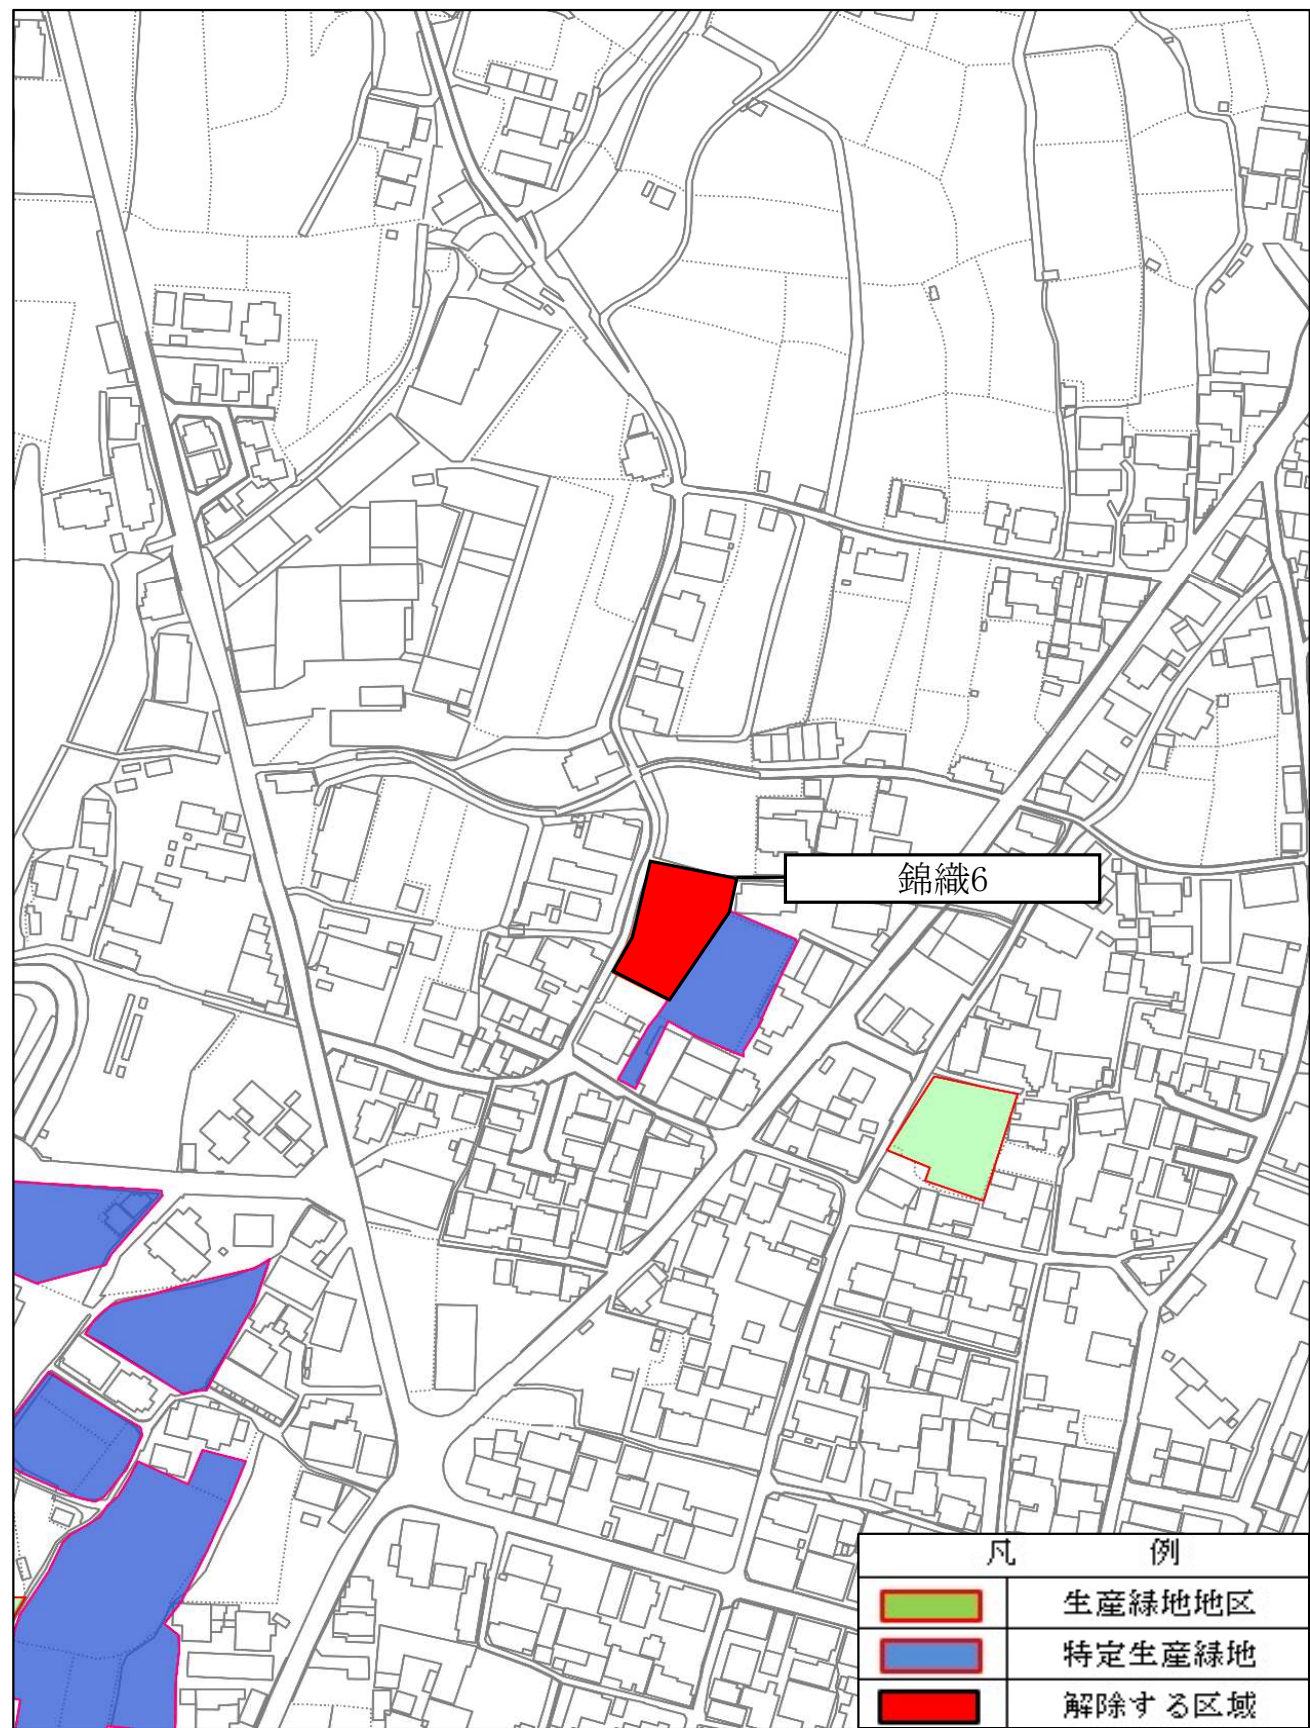 錦織6
凡 例
生産緑地地区
特定生産緑地
解除する区域